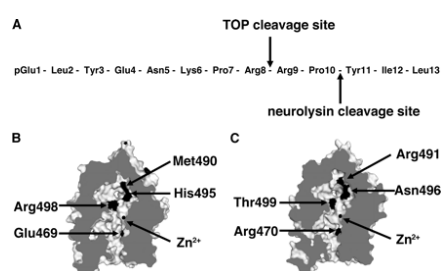 A
TOP cleavage site
pGlu1 - Leu2 - Tyr3 - Glu4 - Asn5 - Lys6 - Pro7 - Arg8 - Arg9 - Pro10 - Tyr11 - Ile12 - Leu13
neurolysin cleavage site
B
Met490
His495
Arg498
Glu469
Zn²⁺
C
Arg491
Asn496
Thr499
Arg470
Zn²⁺